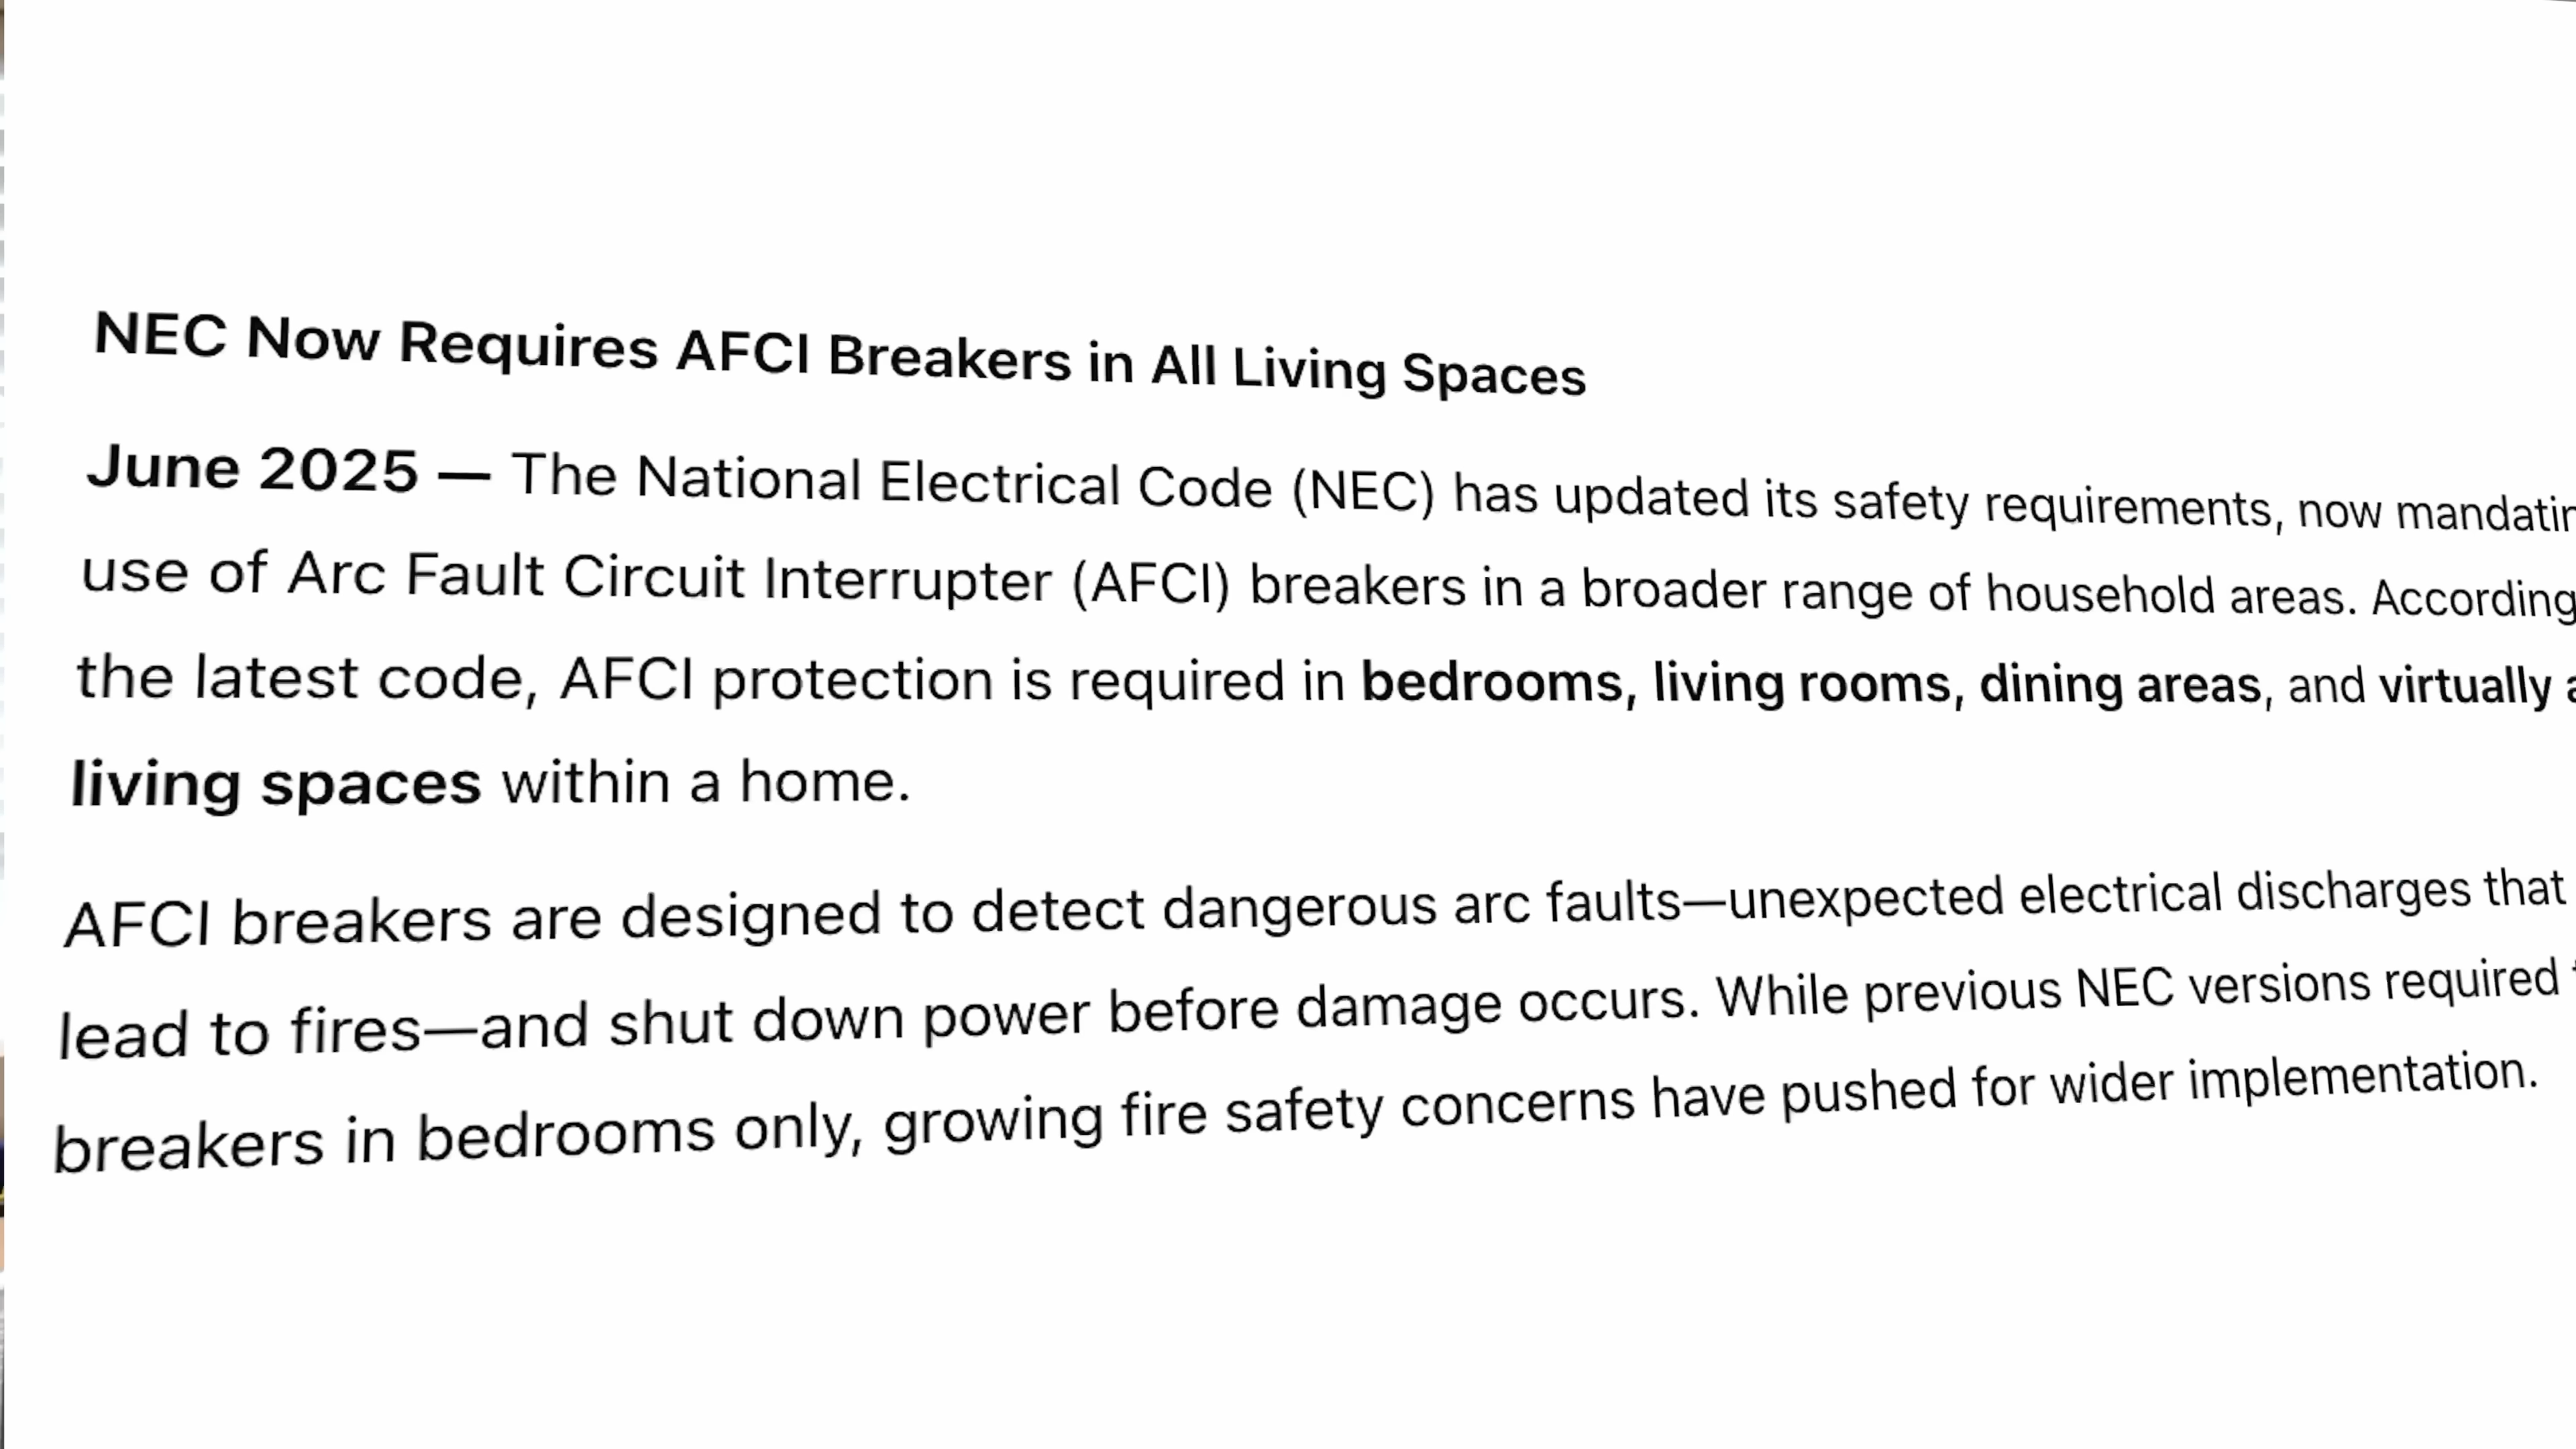 NEC Now Requires AFCI Breakers in All Living Spaces
June 2025 — The National Electrical Code (NEC) has updated its safety requirements, now
use of Arc Fault Circuit Interrupter (AFCI) breakers in a broader range of household areas. According
the latest code, AFCI protection is required in bedrooms, living rooms, dining areas, and virtually
living spaces within a home.
AFCI breakers are designed to detect dangerous arc faults—unexpected electrical discharges that
lead to fires—and shut down power before damage occurs. While previous NEC versions required
breakers in bedrooms only, growing fire safety concerns have pushed for wider implementation.